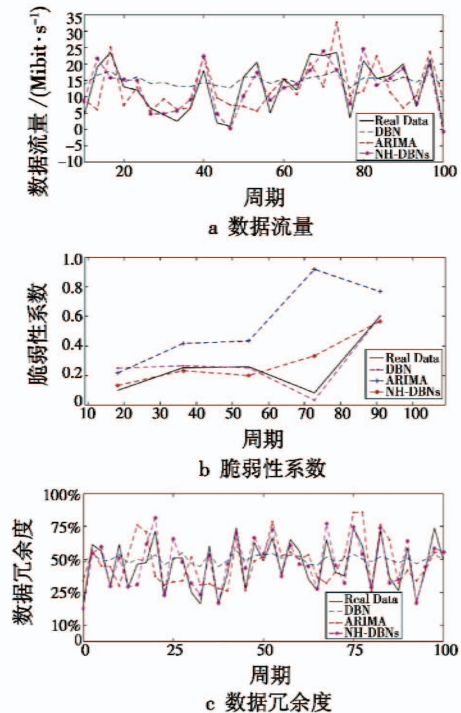 35
30
25
20
15
10
5
0
−5
−10
数据流量/(Mibit·s⁻¹)
Real Data
DBN
ARIMA
NH-DBNs
20 40 60 80 100
周期
a 数据流量
1.0
0.8
0.6
0.4
0.2
0
脆弱性系数
Real Data
DBN
ARIMA
NH-DBNs
10 20 30 40 50 60 70 80 90 100
周期
b 脆弱性系数
100%
75%
50%
25%
10%
数据冗余度
Real Data
DBN
ARIMA
NH-DBNs
0 25 50 75 100
周期
c 数据冗余度